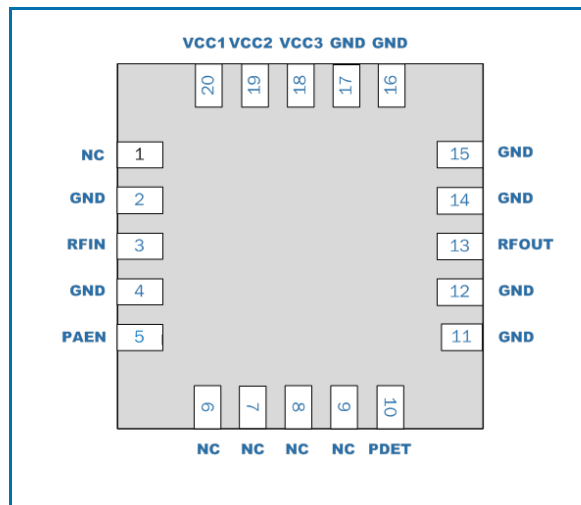 VCC1 VCC2 VCC3 GND GND
20 19 18 17 16
NC 1 15 GND
GND 2 14 GND
RFIN 3 13 RFOUT
GND 4 12 GND
PAEN 5 11 GND
6 7 8 9 10
NC NC NC NC PDET